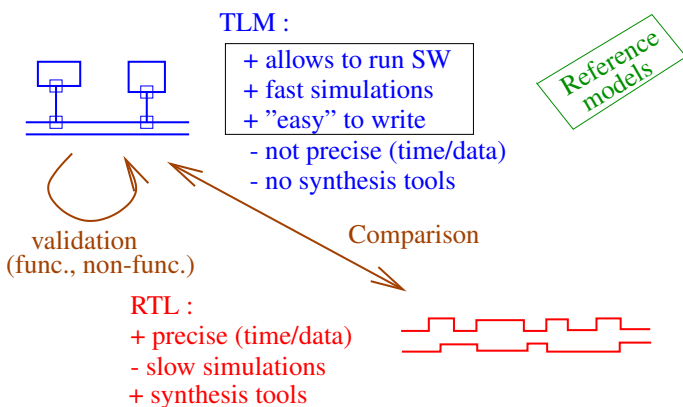 TLM :
+ allows to run SW
+ fast simulations
+ ”easy” to write
- not precise (time/data)
- no synthesis tools
Reference
models
validation
(func., non-func.)
Comparison
RTL :
+ precise (time/data)
- slow simulations
+ synthesis tools